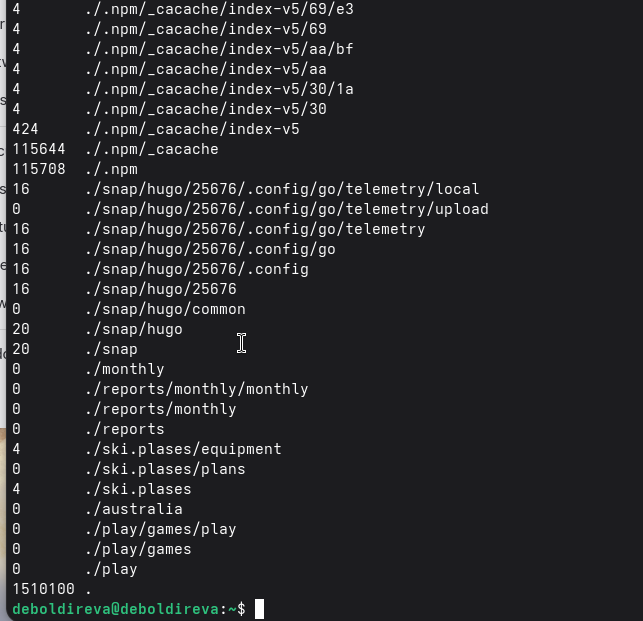 4       ./.npm/_cacache/index-v5/69/e3
4       ./.npm/_cacache/index-v5/69
4       ./.npm/_cacache/index-v5/aa/bf
4       ./.npm/_cacache/index-v5/aa
4       ./.npm/_cacache/index-v5/30/1a
4       ./.npm/_cacache/index-v5/30
424     ./.npm/_cacache/index-v5
115644  ./.npm/_cacache
115708  ./.npm
16      ./snap/hugo/25676/.config/go/telemetry/local
0       ./snap/hugo/25676/.config/go/telemetry/upload
16      ./snap/hugo/25676/.config/go/telemetry
16      ./snap/hugo/25676/.config/go
16      ./snap/hugo/25676/.config
16      ./snap/hugo/25676
0       ./snap/hugo/common
20      ./snap/hugo
20      ./snap
0       ./monthly
0       ./reports/monthly/monthly
0       ./reports/monthly
0       ./reports
4       ./ski.plases/equipment
0       ./ski.plases/plans
4       ./ski.plases
0       ./australia
0       ./play/games/play
0       ./play/games
0       ./play
1510100 .
deboldireva@deboldireva:~$